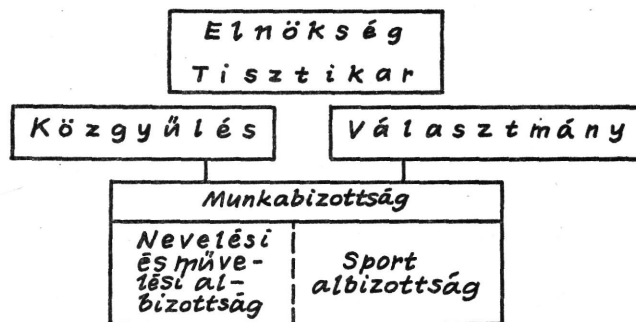 Elnökség
Tisztikar
Közgyűlés
Választmány
Munkabizottság
Nevelési
és műve-
lési al-
bizottság
Sport
albizottság